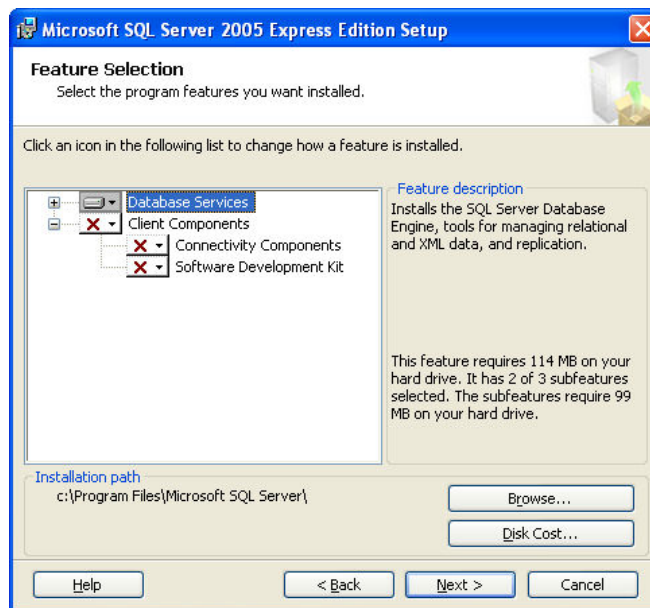 Microsoft SQL Server 2005 Express Edition Setup
Feature Selection
Select the program features you want installed.
Click an icon in the following list to change how a feature is installed.
Database Services
Client Components
Connectivity Components
Software Development Kit
Feature description
Installs the SQL Server Database
Engine, tools for managing relational
and XML data, and replication.
This feature requires 114 MB on your
hard drive. It has 2 of 3 subfeatures
selected. The subfeatures require 99
MB on your hard drive.
Installation path
c:\Program Files\Microsoft SQL Server\
Browse...
Disk Cost...
Help
< Back
Next >
Cancel